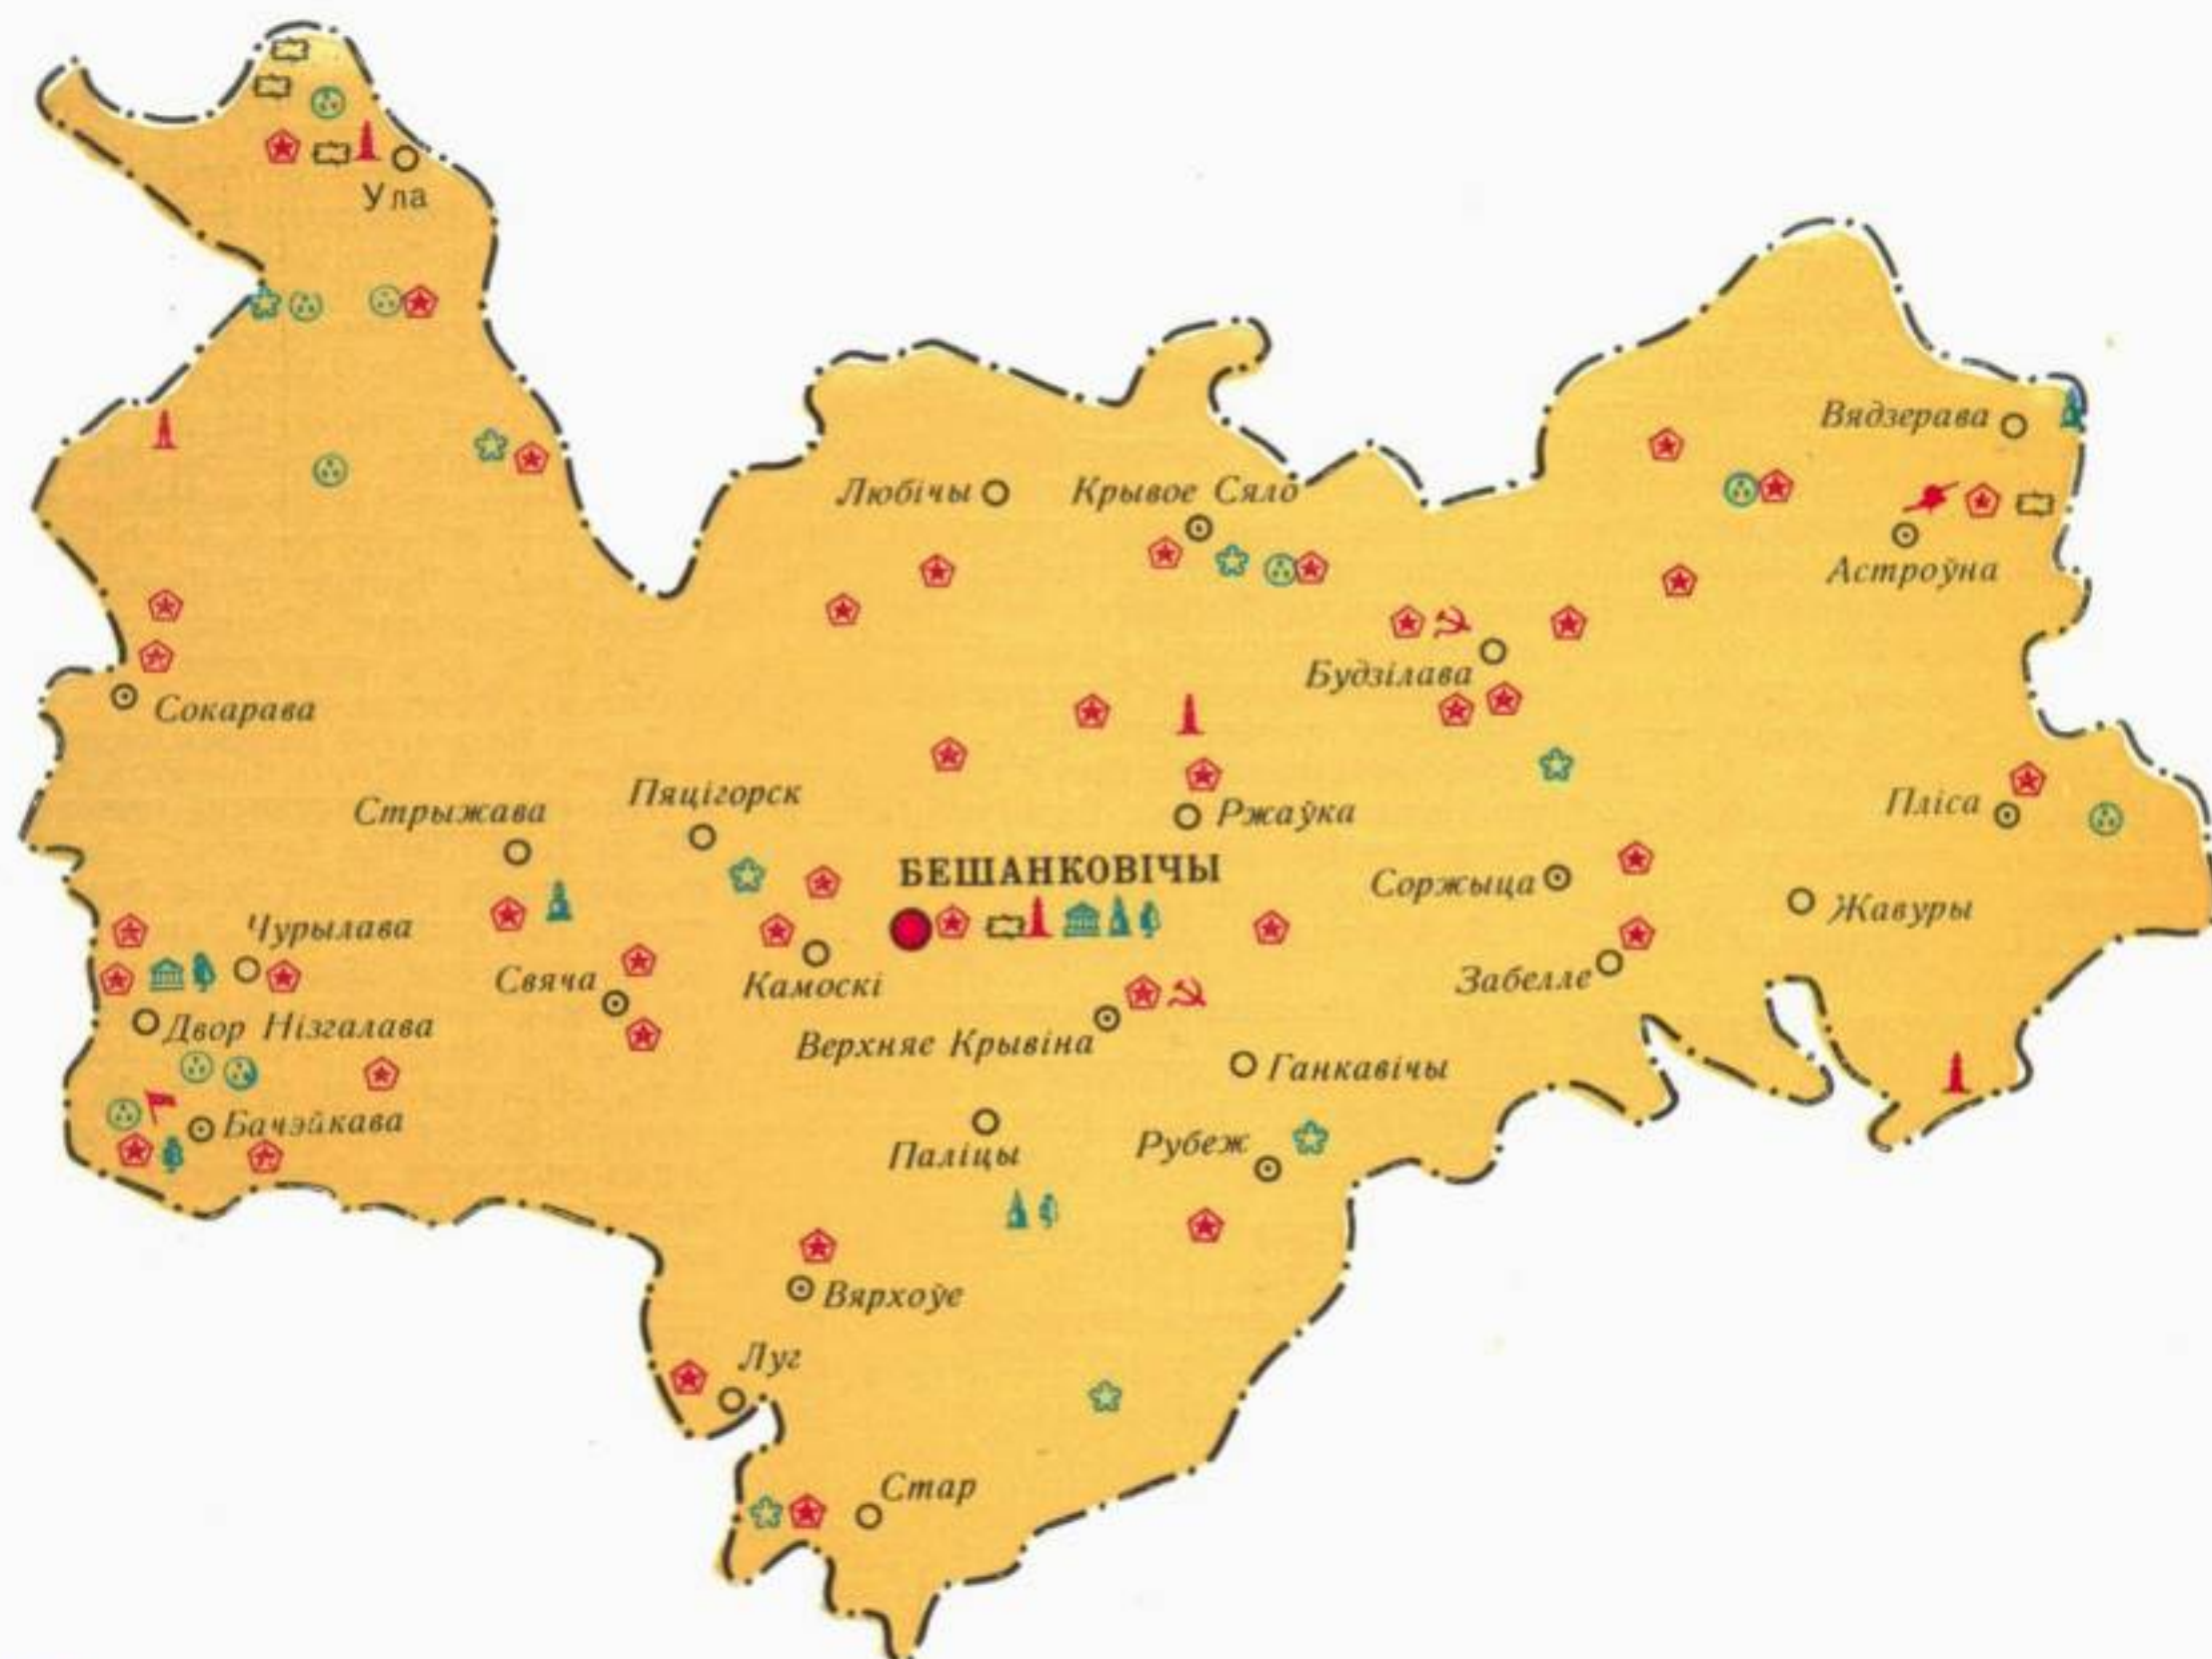 Ула
Вядзерава
Любічы
Крывое Сяло
Астроўна
Будзілава
Сокарава
Пяцігорск
Стрыжава
Ржаўка
Пліса
БЕШАНКОВІЧЫ
Соржыца
Жавуры
Чурылава
Свяча
Камоскі
Забелле
Двор Нізгалава
Верхняе Крывіна
Ганкавічы
Бачэйкава
Паліцы
Рубеж
Вярхоўе
Луг
Стар